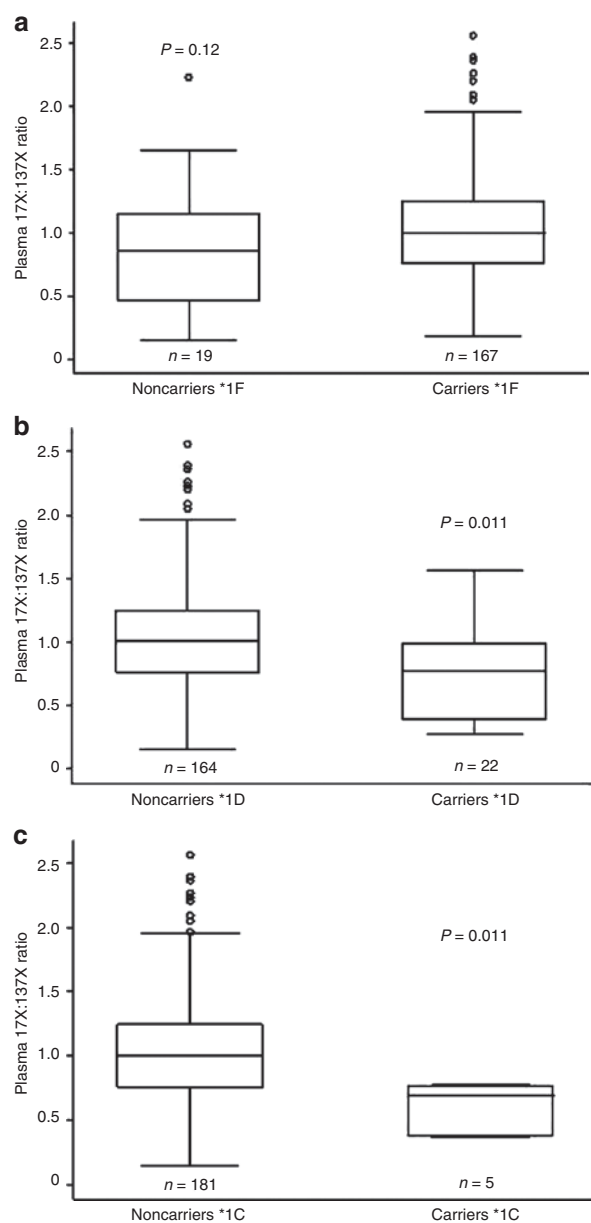 a
P = 0.12
2.5
2.0
1.5
1.0
0.5
0
Plasma 17X:137X ratio
n = 19
n = 167
Noncarriers *1F
Carriers *1F
b
P = 0.011
2.5
2.0
1.5
1.0
0.5
0
Plasma 17X:137X ratio
n = 164
n = 22
Noncarriers *1D
Carriers *1D
c
P = 0.011
2.5
2.0
1.5
1.0
0.5
0
Plasma 17X:137X ratio
n = 181
n = 5
Noncarriers *1C
Carriers *1C